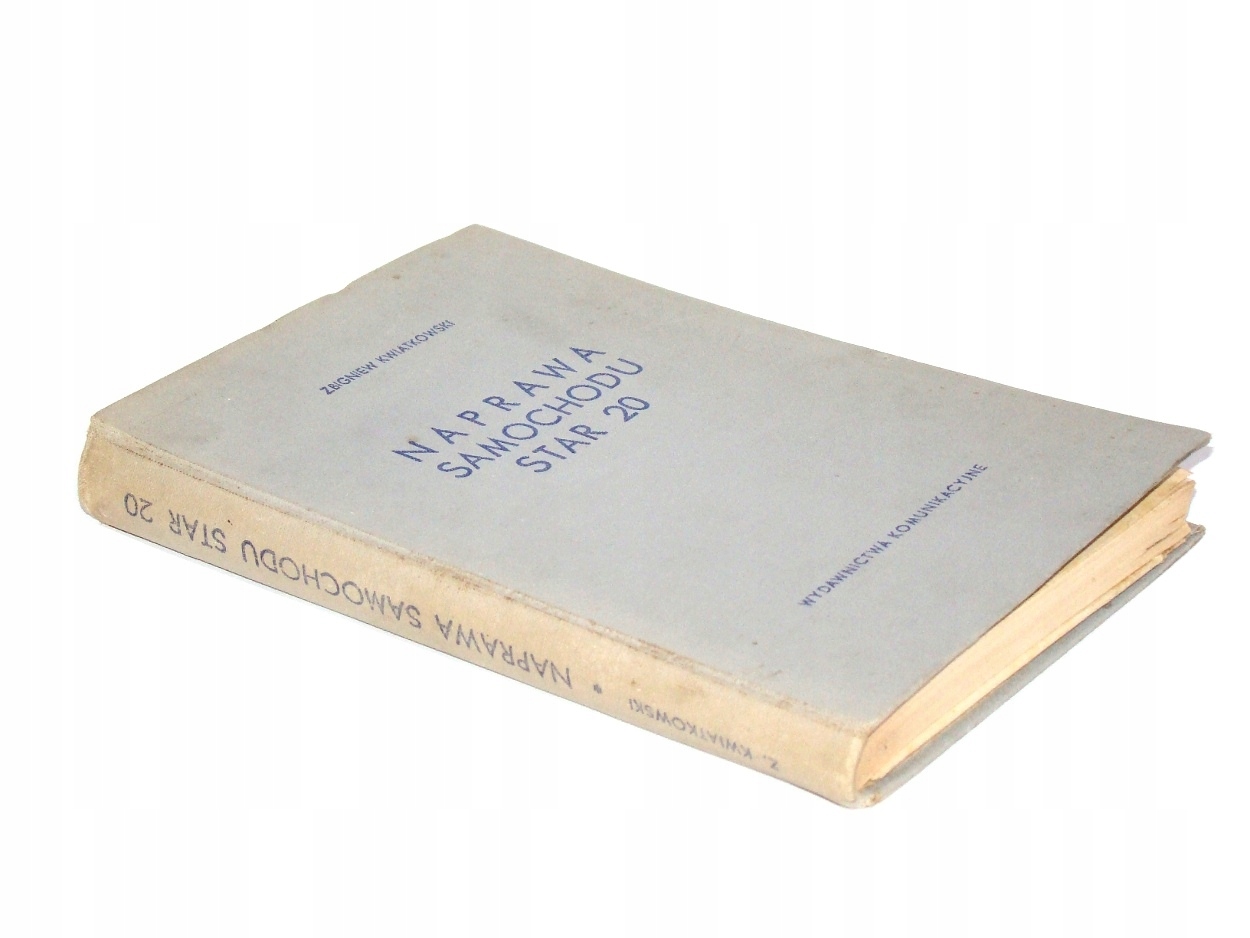 ZBIGNIEW KWIATKOWSKI
NAPRAWA
SAMOCHODU
STAR 20
WYDAWNICTWA KOMUNIKACYJNE
Z. KWIATKOWSKI * NAPRAWA SAMOCHODU STAR 20